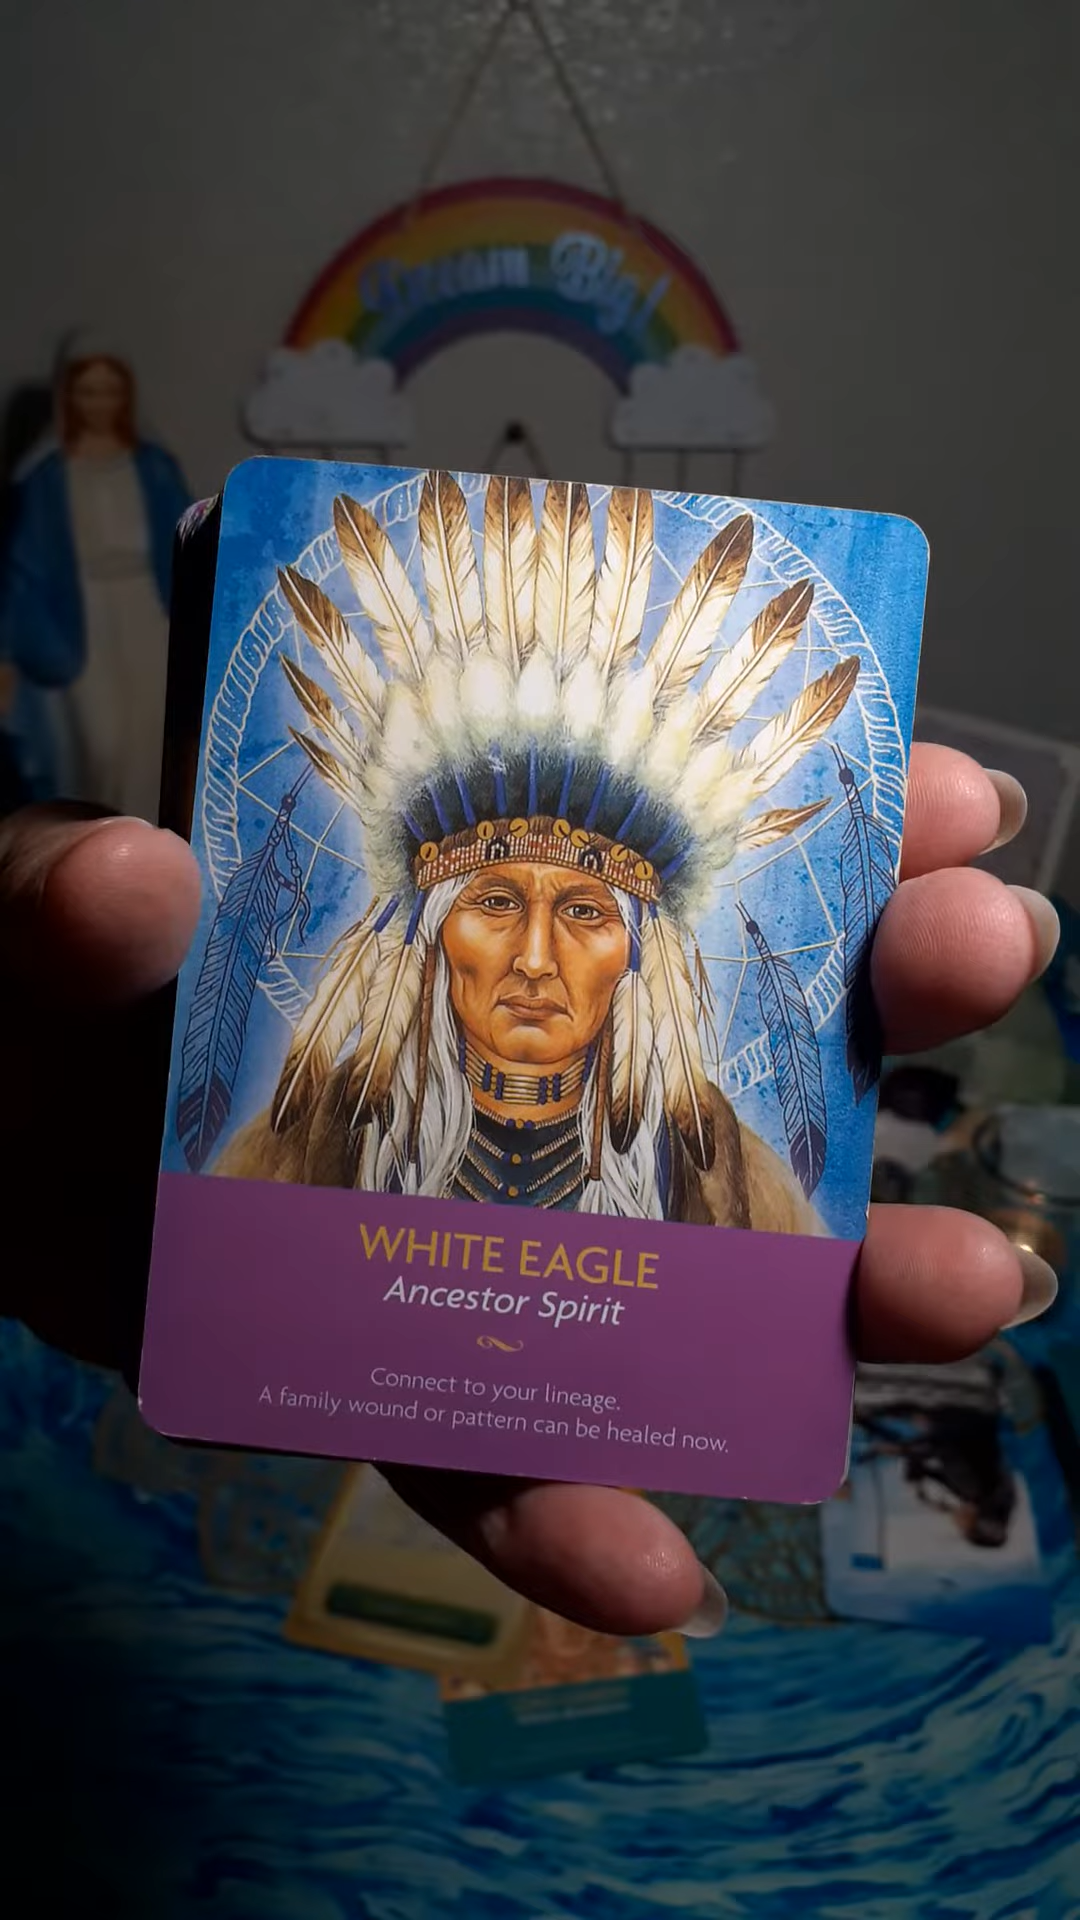 Dream Big!
WHITE EAGLE
Ancestor Spirit
Connect to your lineage.
A family wound or pattern can be healed now.